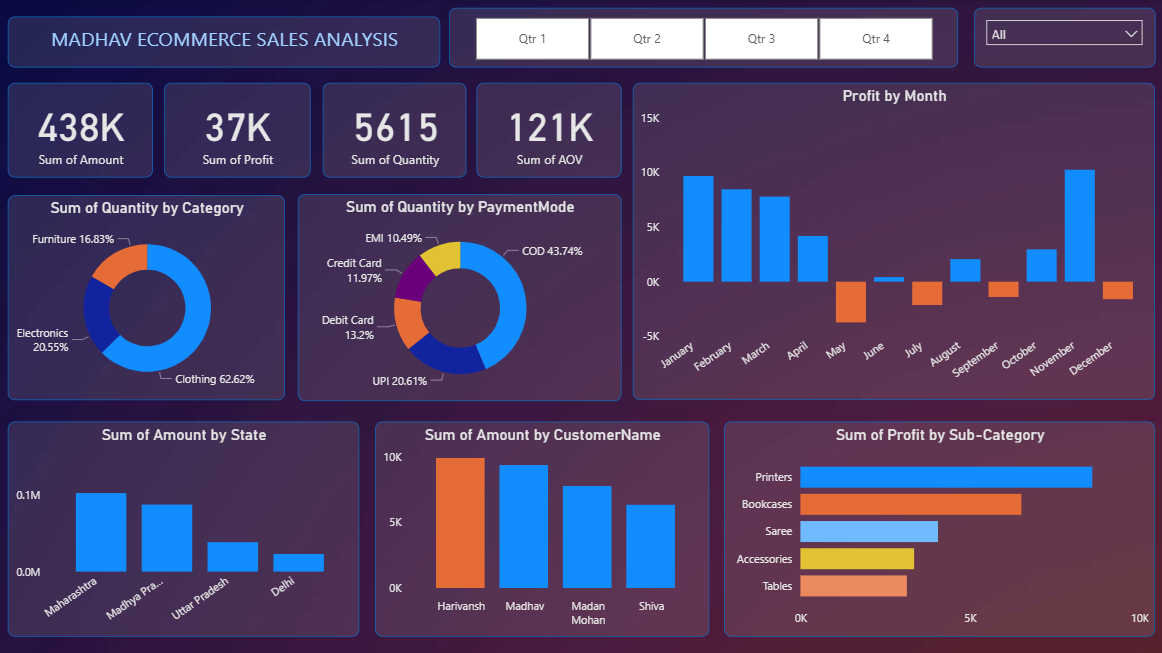 MADHAV ECOMMERCE SALES ANALYSIS
Qtr 1
Qtr 2
Qtr 3
Qtr 4
All
438K
Sum of Amount
37K
Sum of Profit
5615
Sum of Quantity
121K
Sum of AOV
Profit by Month
15K
10K
5K
0K
-5K
January
February
March
April
May
June
July
August
September
October
November
December
Sum of Quantity by Category
Furniture 16.83%
Electronics
20.55%
Clothing 62.62%
Sum of Quantity by PaymentMode
EMI 10.49%
COD 43.74%
Credit Card
11.97%
Debit Card
13.2%
UPI 20.61%
Sum of Amount by State
0.1M
0.0M
Maharashtra
Madhya Pra...
Uttar Pradesh
Delhi
Sum of Amount by CustomerName
10K
5K
0K
Harivansh
Madhav
Madan
Mohan
Shiva
Sum of Profit by Sub-Category
Printers
Bookcases
Saree
Accessories
Tables
0K
5K
10K